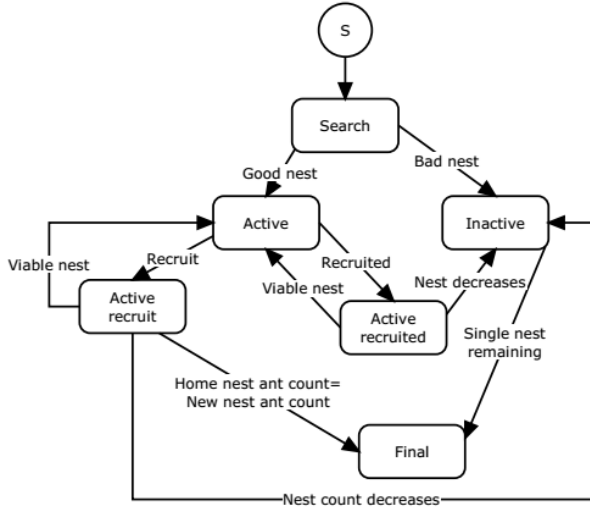 S
Search
Good nest
Bad nest
Active
Inactive
Recruit
Recruited
Viable nest
Viable nest
Nest decreases
Active
recruit
Active
recruited
Single nest
remaining
Home nest ant count=
New nest ant count
Final
Nest count decreases